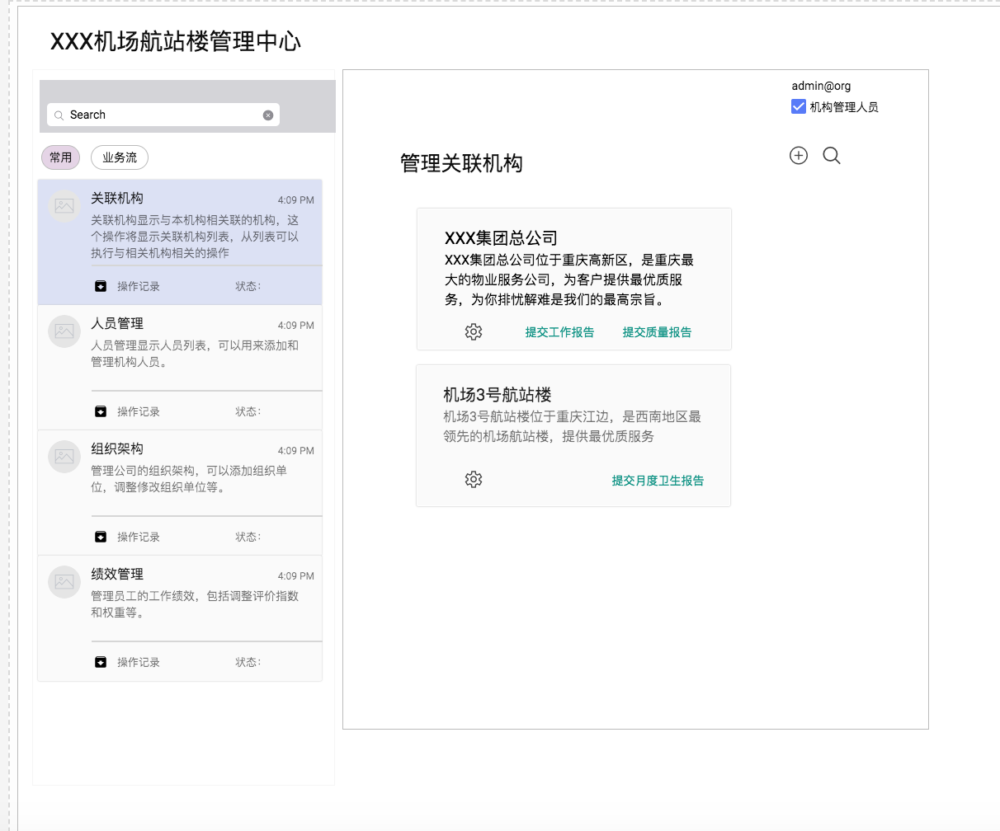 XXX机场航站楼管理中心
admin@org
机构管理人员
Search
常用
业务流
管理关联机构
关联机构
4:09 PM
关联机构显示与本机构相关联的机构，这
个操作将显示关联机构列表，从列表可以
执行与相关机构相关的操作
操作记录
状态：
人员管理
4:09 PM
人员管理显示人员列表，可以用来添加和
管理机构人员。
操作记录
状态：
组织架构
4:09 PM
管理公司的组织架构，可以添加组织单
位，调整修改组织单位等。
操作记录
状态：
绩效管理
4:09 PM
管理员工的工作绩效，包括调整评价指数
和权重等。
操作记录
状态：
XXX集团总公司
XXX集团总公司位于重庆高新区，是重庆最
大的物业服务公司，为客户提供最优质服
务，为你排忧解难是我们的最高宗旨。
提交工作报告
提交质量报告
机场3号航站楼
机场3号航站楼位于重庆江边，是西南地区最
领先的机场航站楼，提供最优质服务
提交月度卫生报告